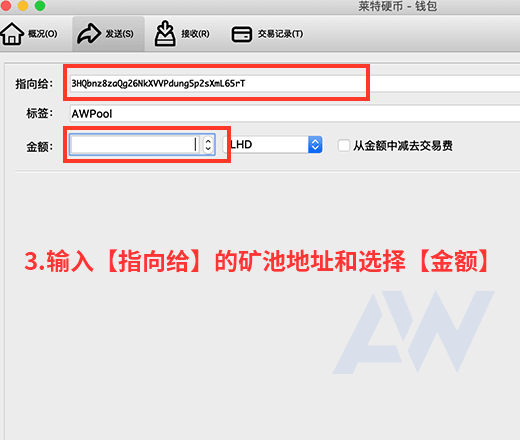 莱特硬币 - 钱包
概况(O) 发送(S) 接收(R) 交易记录(T)
指向给: 3HQbnz8zaQg26NkXVVPdung5p2sXmL65rT
标签: AWPool
金额: LHD 从金额中减去交易费
3.输入【指向给】的矿池地址和选择【金额】
AW